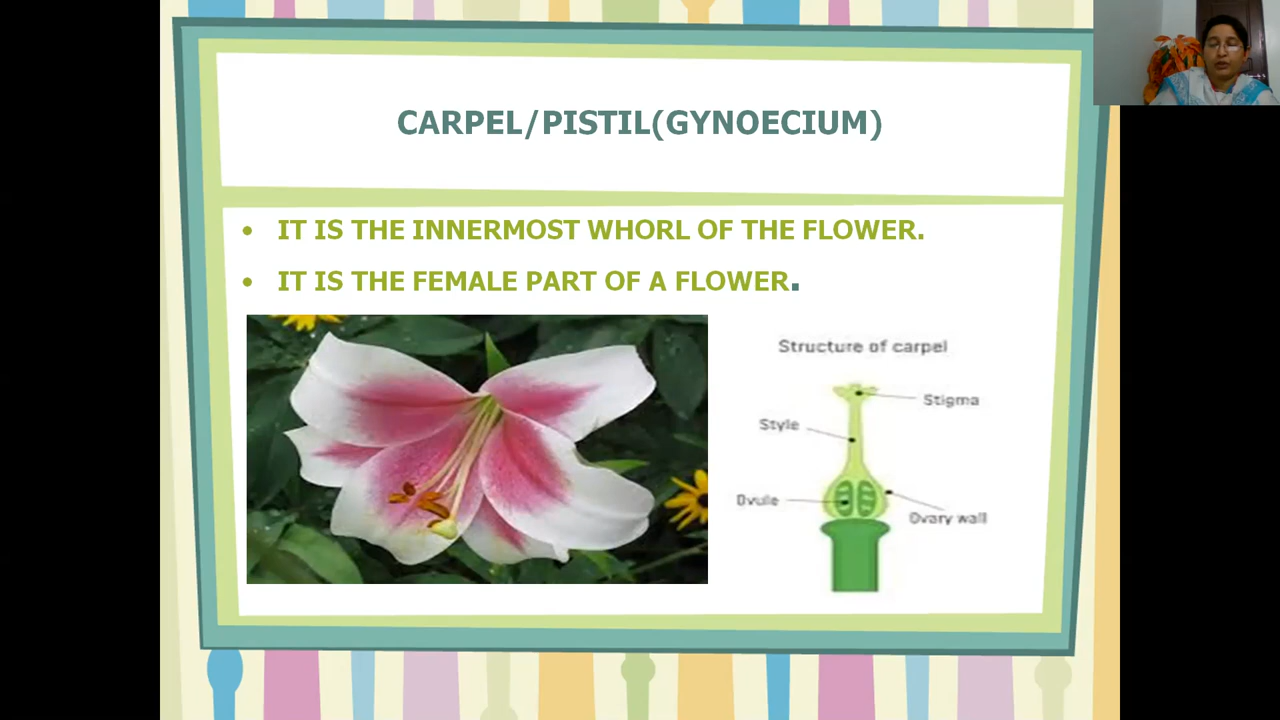 CARPEL/PISTIL(GYNOECIUM)
• IT IS THE INNERMOST WHORL OF THE FLOWER.
• IT IS THE FEMALE PART OF A FLOWER.
Structure of carpel
Stigma
Style
Ovule
Ovary wall